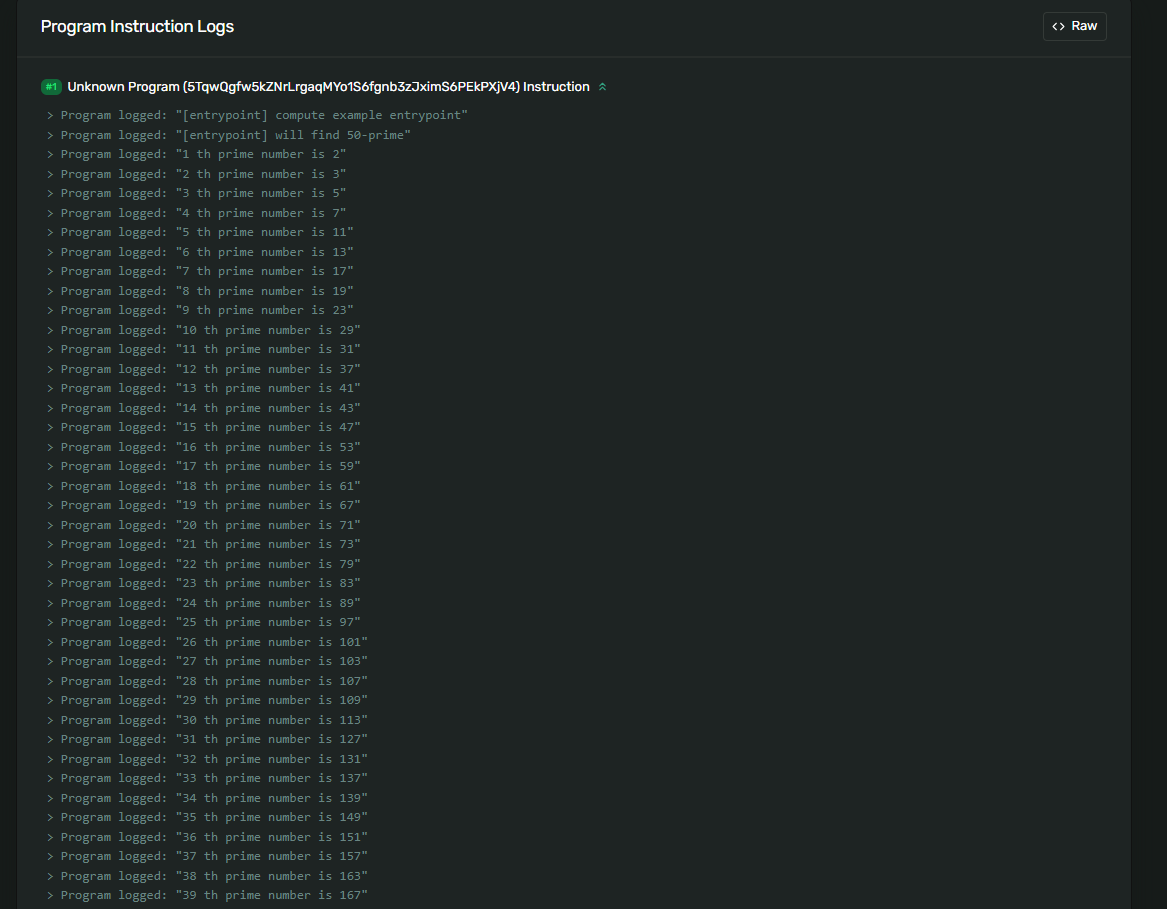 Program Instruction Logs
<> Raw
#1 Unknown Program (5TqwQgfw5kZNrLrgaqMYo1S6fgnb3zJximS6PEkPXjV4) Instruction
> Program logged: "[entrypoint] compute example entrypoint"
> Program logged: "[entrypoint] will find 50-prime"
> Program logged: "1 th prime number is 2"
> Program logged: "2 th prime number is 3"
> Program logged: "3 th prime number is 5"
> Program logged: "4 th prime number is 7"
> Program logged: "5 th prime number is 11"
> Program logged: "6 th prime number is 13"
> Program logged: "7 th prime number is 17"
> Program logged: "8 th prime number is 19"
> Program logged: "9 th prime number is 23"
> Program logged: "10 th prime number is 29"
> Program logged: "11 th prime number is 31"
> Program logged: "12 th prime number is 37"
> Program logged: "13 th prime number is 41"
> Program logged: "14 th prime number is 43"
> Program logged: "15 th prime number is 47"
> Program logged: "16 th prime number is 53"
> Program logged: "17 th prime number is 59"
> Program logged: "18 th prime number is 61"
> Program logged: "19 th prime number is 67"
> Program logged: "20 th prime number is 71"
> Program logged: "21 th prime number is 73"
> Program logged: "22 th prime number is 79"
> Program logged: "23 th prime number is 83"
> Program logged: "24 th prime number is 89"
> Program logged: "25 th prime number is 97"
> Program logged: "26 th prime number is 101"
> Program logged: "27 th prime number is 103"
> Program logged: "28 th prime number is 107"
> Program logged: "29 th prime number is 109"
> Program logged: "30 th prime number is 113"
> Program logged: "31 th prime number is 127"
> Program logged: "32 th prime number is 131"
> Program logged: "33 th prime number is 137"
> Program logged: "34 th prime number is 139"
> Program logged: "35 th prime number is 149"
> Program logged: "36 th prime number is 151"
> Program logged: "37 th prime number is 157"
> Program logged: "38 th prime number is 163"
> Program logged: "39 th prime number is 167"